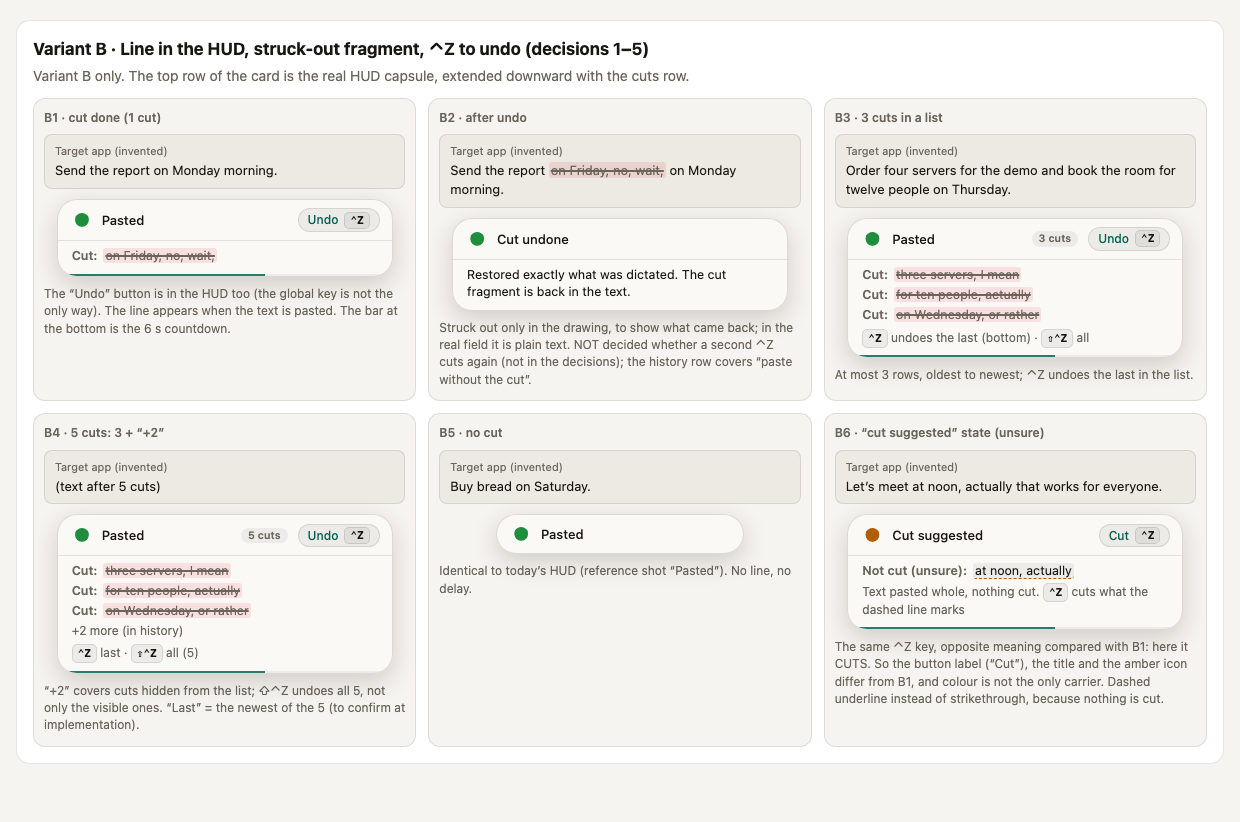 Variant B · Line in the HUD, struck-out fragment, ^Z to undo (decisions 1–5)
Variant B only. The top row of the card is the real HUD capsule, extended downward with the cuts row.
B1 · cut done (1 cut)
Target app (invented)
Send the report on Monday morning.
Pasted
Undo ^Z
Cut: on Friday, no, wait,
The “Undo” button is in the HUD too (the global key is not the
only way). The line appears when the text is pasted. The bar at
the bottom is the 6 s countdown.
B2 · after undo
Target app (invented)
Send the report on Friday, no, wait, on Monday
morning.
Cut undone
Restored exactly what was dictated. The cut
fragment is back in the text.
Struck out only in the drawing, to show what came back; in the
real field it is plain text. NOT decided whether a second ^Z
cuts again (not in the decisions); the history row covers “paste
without the cut”.
B3 · 3 cuts in a list
Target app (invented)
Order four servers for the demo and book the room for
twelve people on Thursday.
Pasted
3 cuts
Undo ^Z
Cut: three servers, I mean
Cut: for ten people, actually
Cut: on Wednesday, or rather
^Z undoes the last (bottom) · ⇧^Z all
At most 3 rows, oldest to newest; ^Z undoes the last in the list.
B4 · 5 cuts: 3 + “+2”
Target app (invented)
(text after 5 cuts)
Pasted
5 cuts
Undo ^Z
Cut: three servers, I mean
Cut: for ten people, actually
Cut: on Wednesday, or rather
+2 more (in history)
^Z last · ⇧^Z all (5)
“+2” covers cuts hidden from the list; ⇧^Z undoes all 5, not
only the visible ones. “Last” = the newest of the 5 (to confirm at
implementation).
B5 · no cut
Target app (invented)
Buy bread on Saturday.
Pasted
Identical to today’s HUD (reference shot “Pasted”). No line, no
delay.
B6 · “cut suggested” state (unsure)
Target app (invented)
Let’s meet at noon, actually that works for everyone.
Cut suggested
Cut ^Z
Not cut (unsure): at noon, actually
Text pasted whole, nothing cut. ^Z cuts what the
dashed line marks
The same ^Z key, opposite meaning compared with B1: here it
CUTS. So the button label (“Cut”), the title and the amber icon
differ from B1, and colour is not the only carrier. Dashed
underline instead of strikethrough, because nothing is cut.